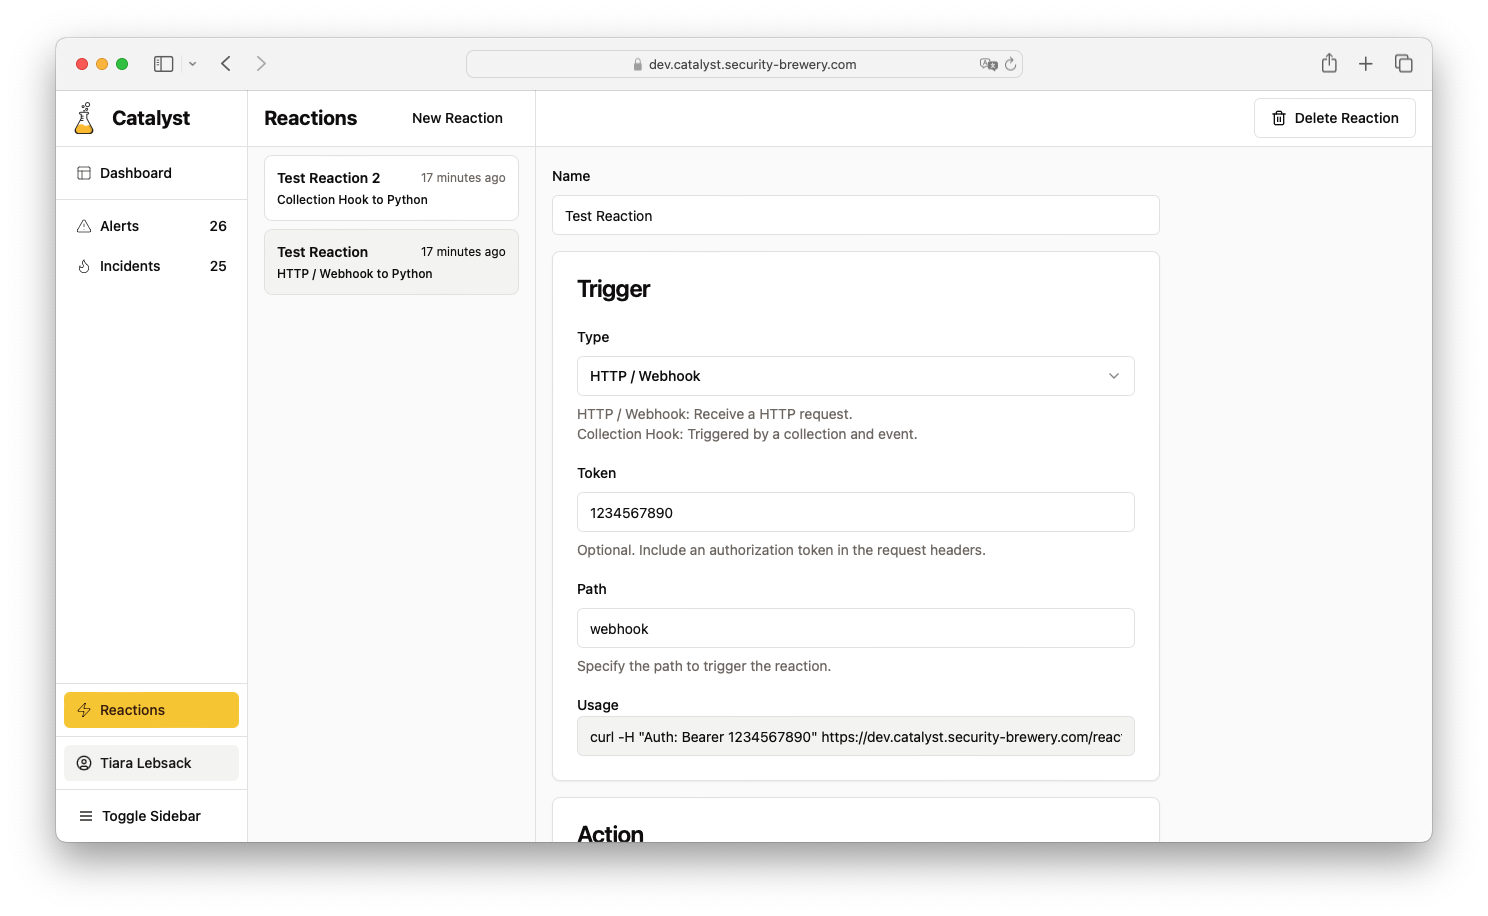 dev.catalyst.security-brewery.com
Catalyst
Reactions
New Reaction
Delete Reaction
Dashboard
Alerts 26
Incidents 25
Reactions
Tiara Lebsack
Toggle Sidebar
Test Reaction 2 17 minutes ago
Collection Hook to Python
Test Reaction 17 minutes ago
HTTP / Webhook to Python
Name
Test Reaction
Trigger
Type
HTTP / Webhook
HTTP / Webhook: Receive a HTTP request.
Collection Hook: Triggered by a collection and event.
Token
1234567890
Optional. Include an authorization token in the request headers.
Path
webhook
Specify the path to trigger the reaction.
Usage
curl -H "Auth: Bearer 1234567890" https://dev.catalyst.security-brewery.com/reac
Action